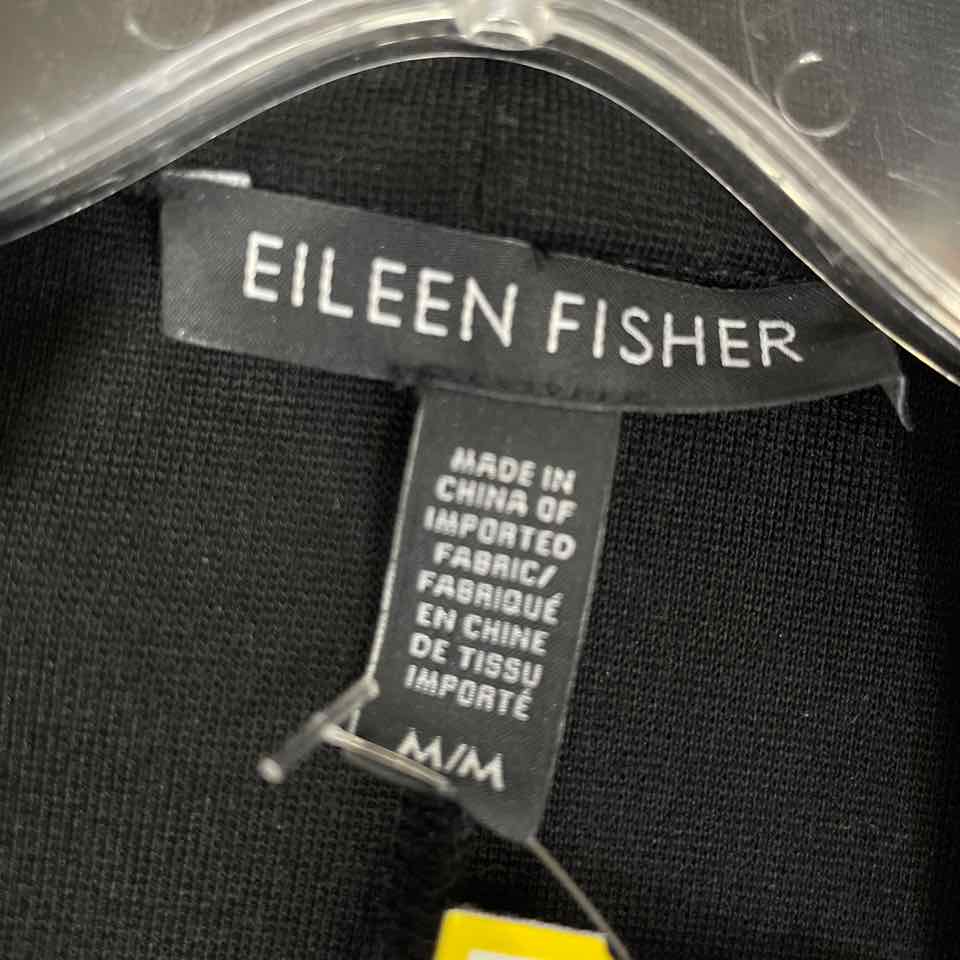 EILEEN FISHER
MADE IN
CHINA OF
IMPORTED
FABRIC/
FABRIQUÉ
EN CHINE
DE TISSU
IMPORTÉ
M/M